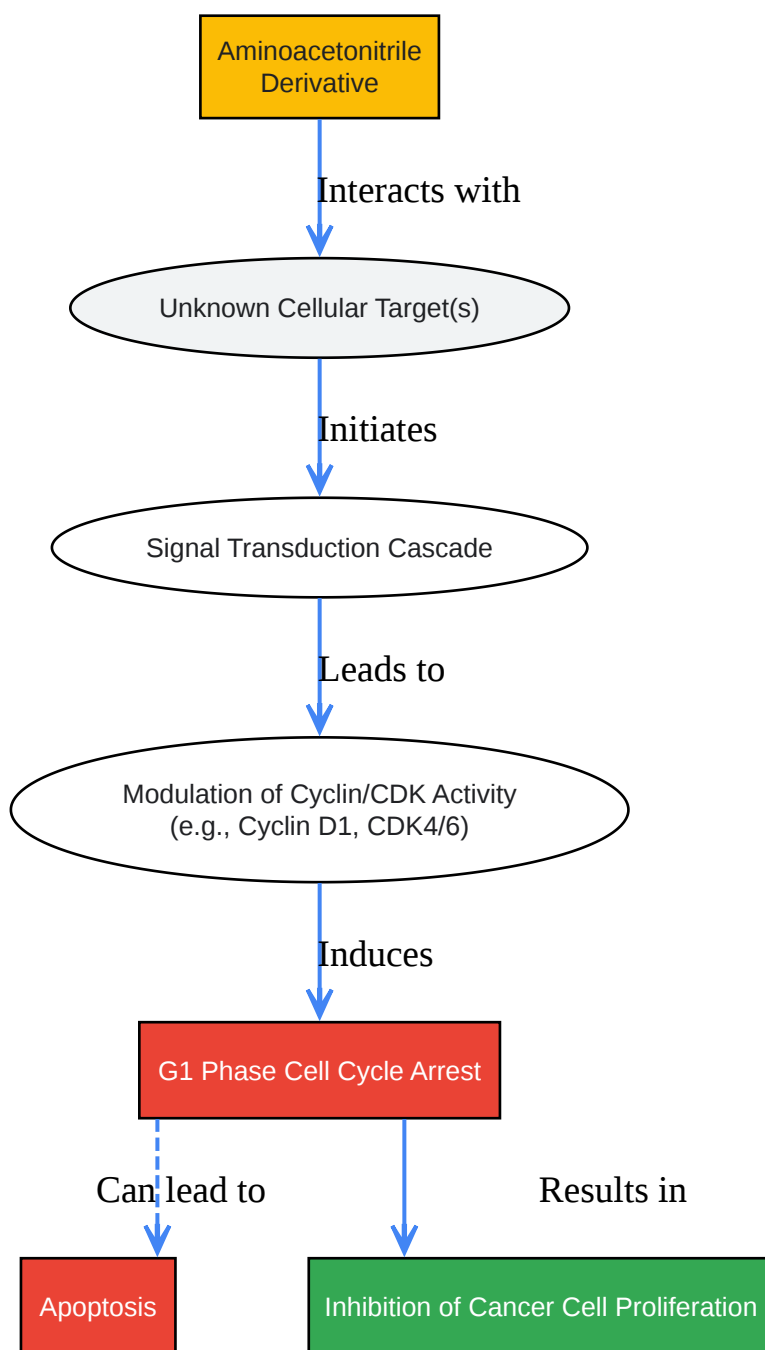 Aminoacetonitrile
Derivative
Interacts with
Unknown Cellular Target(s)
Initiates
Signal Transduction Cascade
Leads to
Modulation of Cyclin/CDK Activity
(e.g., Cyclin D1, CDK4/6)
Induces
G1 Phase Cell Cycle Arrest
Can lead to
Results in
Apoptosis
Inhibition of Cancer Cell Proliferation